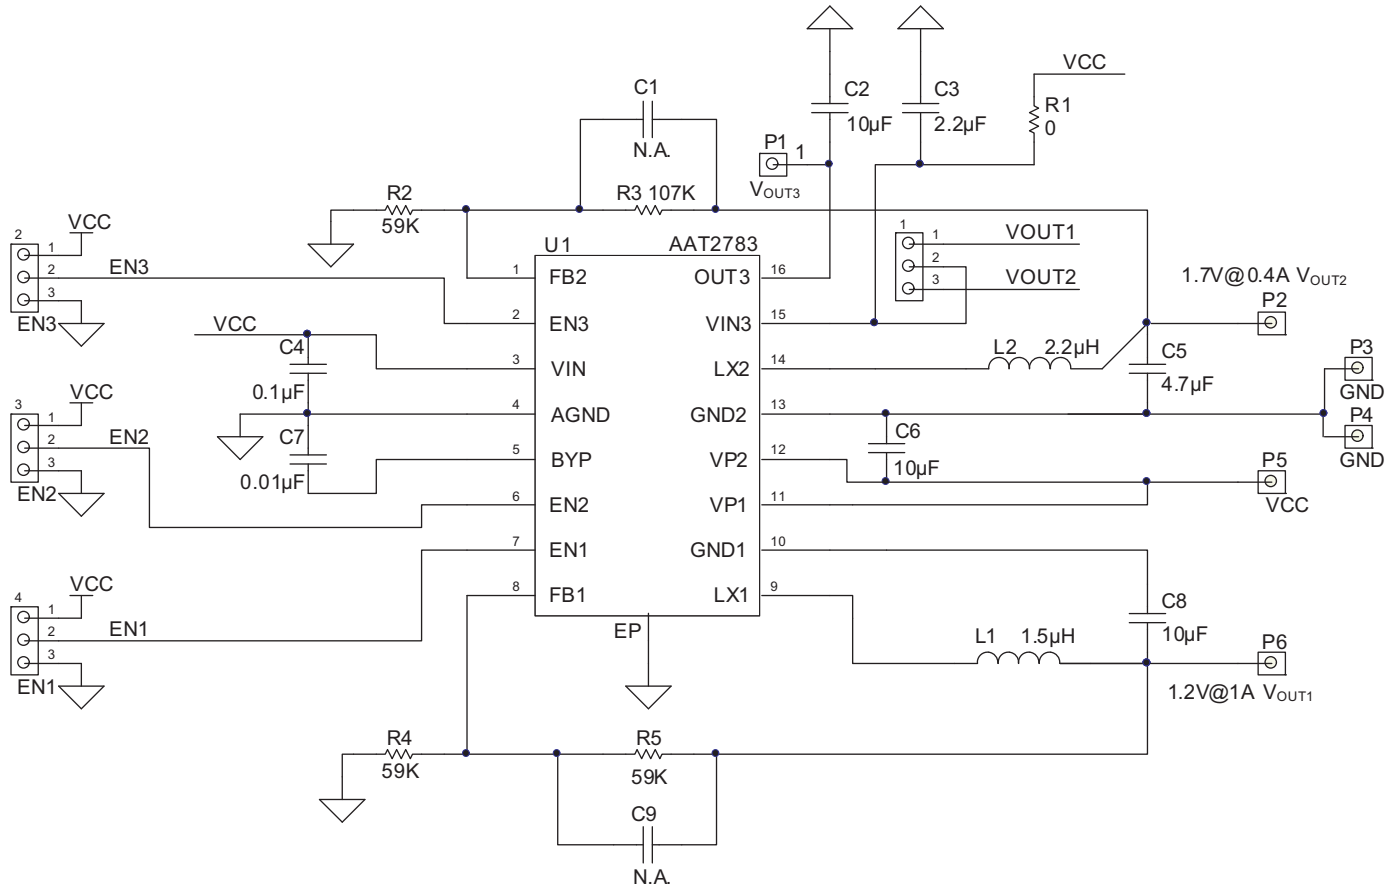 C1
N.A.
C2
10µF
C3
2.2µF
VCC
R1
0
P1
1
VOUT3
R2
59K
R3 107K
2
VCC
1
2
3
EN3
EN3
U1
AAT2783
1
VOUT1
1
2
3
VOUT2
1
FB2
OUT3
16
2
EN3
VIN3
15
3
VIN
LX2
14
4
AGND
GND2
13
5
BYP
VP2
12
6
EN2
VP1
11
7
EN1
GND1
10
8
FB1
LX1
9
EP
1.7V@0.4A VOUT2
P2
VCC
C4
0.1µF
L2 2.2µH
C5
4.7µF
P3
GND
P4
GND
3
VCC
1
2
3
EN2
EN2
C7
0.01µF
C6
10µF
P5
VCC
4
VCC
1
2
3
EN1
EN1
C8
10µF
L1 1.5µH
P6
1.2V@1A VOUT1
R4
59K
R5
59K
C9
N.A.